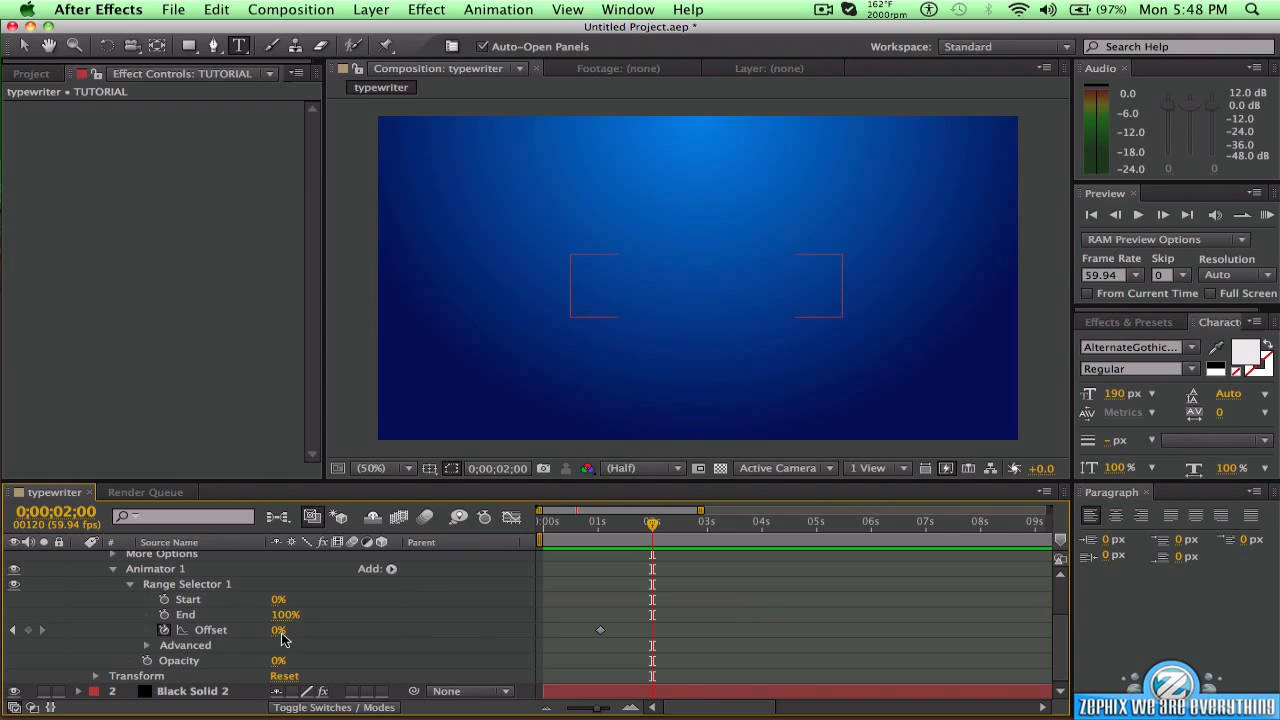 After Effects File Edit Composition Layer Effect Animation View Window Help 162°F 2000rpm (97%) Mon 5:48 PM
Untitled Project.aep *
Auto-Open Panels Workspace: Standard Search Help
Project Effect Controls: TUTORIAL Composition: typewriter Footage: (none) Layer: (none) Audio
typewriter • TUTORIAL typewriter
0.0 12.0 dB
0.0 dB
-6.0 -12.0
-12.0 -24.0
-36.0
-18.0 -48.0 dB
-24.0 0 0
Preview
RAM Preview Options
Frame Rate Skip Resolution
59.94 0 Auto
From Current Time Full Screen
Effects & Presets Charact
AlternateGothic...
Regular
190 px Auto
Metrics 0
- px
100 % 100 %
(50%) 0;00;02;00 (Half) Active Camera 1 View +0.0
typewriter Render Queue Paragraph
0;00;02;00
00120 (59.94 fps)
0:00s 01s 03s 04s 05s 06s 07s 08s 09s
# Source Name fx Parent
0 px 0 px 0 px
0 px 0 px
More Options
Animator 1 Add:
Range Selector 1
Start 0%
End 100%
Offset 0%
Advanced
Opacity 0%
Transform Reset
2 Black Solid 2 fx None
Toggle Switches / Modes
ZEPHIX WE ARE EVERYTHING